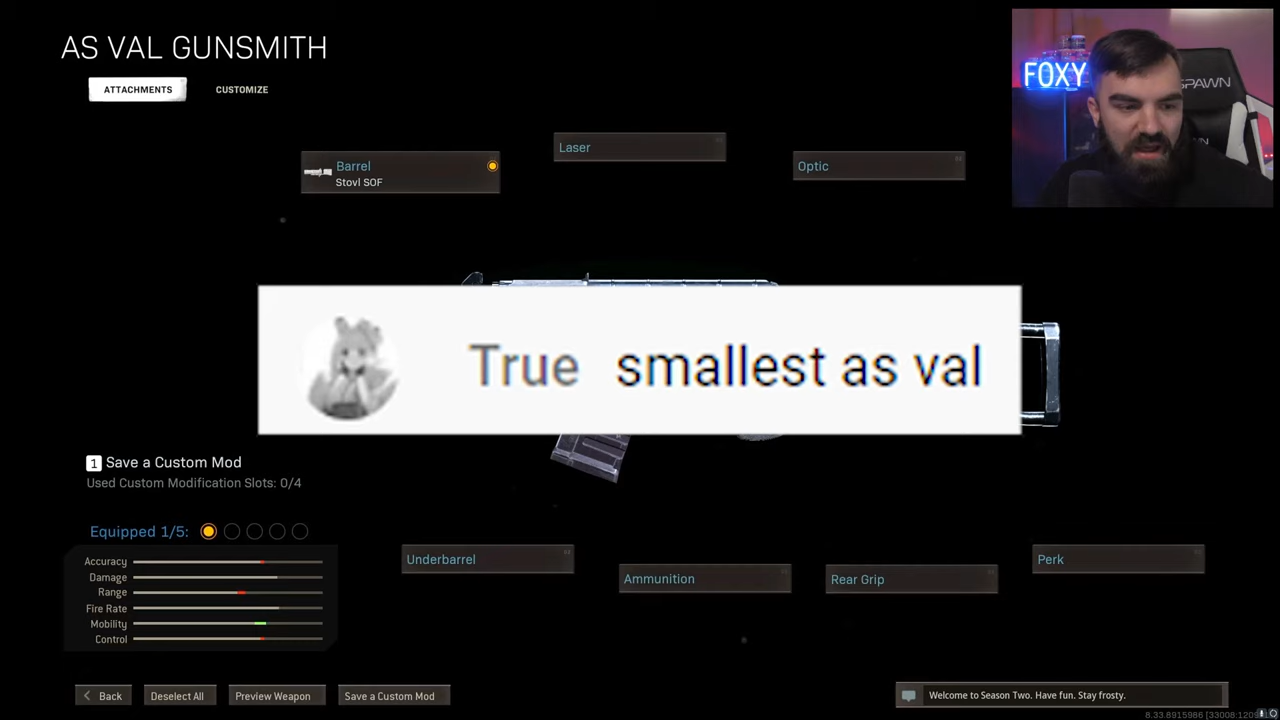 AS VAL GUNSMITH
ATTACHMENTS
CUSTOMIZE
FOXY
SPAWN
Barrel
Stovl SOF
Laser
Optic
True smallest as val
1 Save a Custom Mod
Used Custom Modification Slots: 0/4
Equipped 1/5:
Accuracy
Damage
Range
Fire Rate
Mobility
Control
Underbarrel
Ammunition
Rear Grip
Perk
Back
Deselect All
Preview Weapon
Save a Custom Mod
Welcome to Season Two. Have fun. Stay frosty.